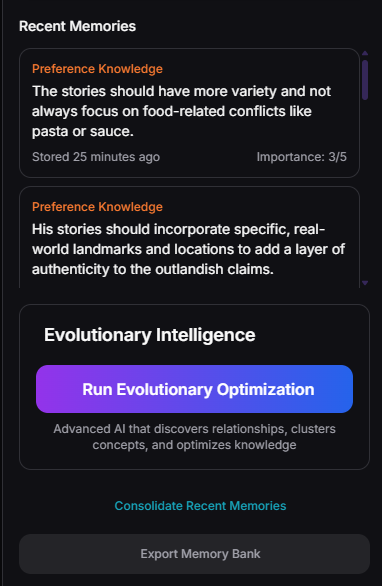 Recent Memories
Preference Knowledge
The stories should have more variety and not
always focus on food-related conflicts like
pasta or sauce.
Stored 25 minutes ago Importance: 3/5
Preference Knowledge
His stories should incorporate specific, real-
world landmarks and locations to add a layer of
authenticity to the outlandish claims.
Evolutionary Intelligence
Run Evolutionary Optimization
Advanced AI that discovers relationships, clusters
concepts, and optimizes knowledge
Consolidate Recent Memories
Export Memory Bank